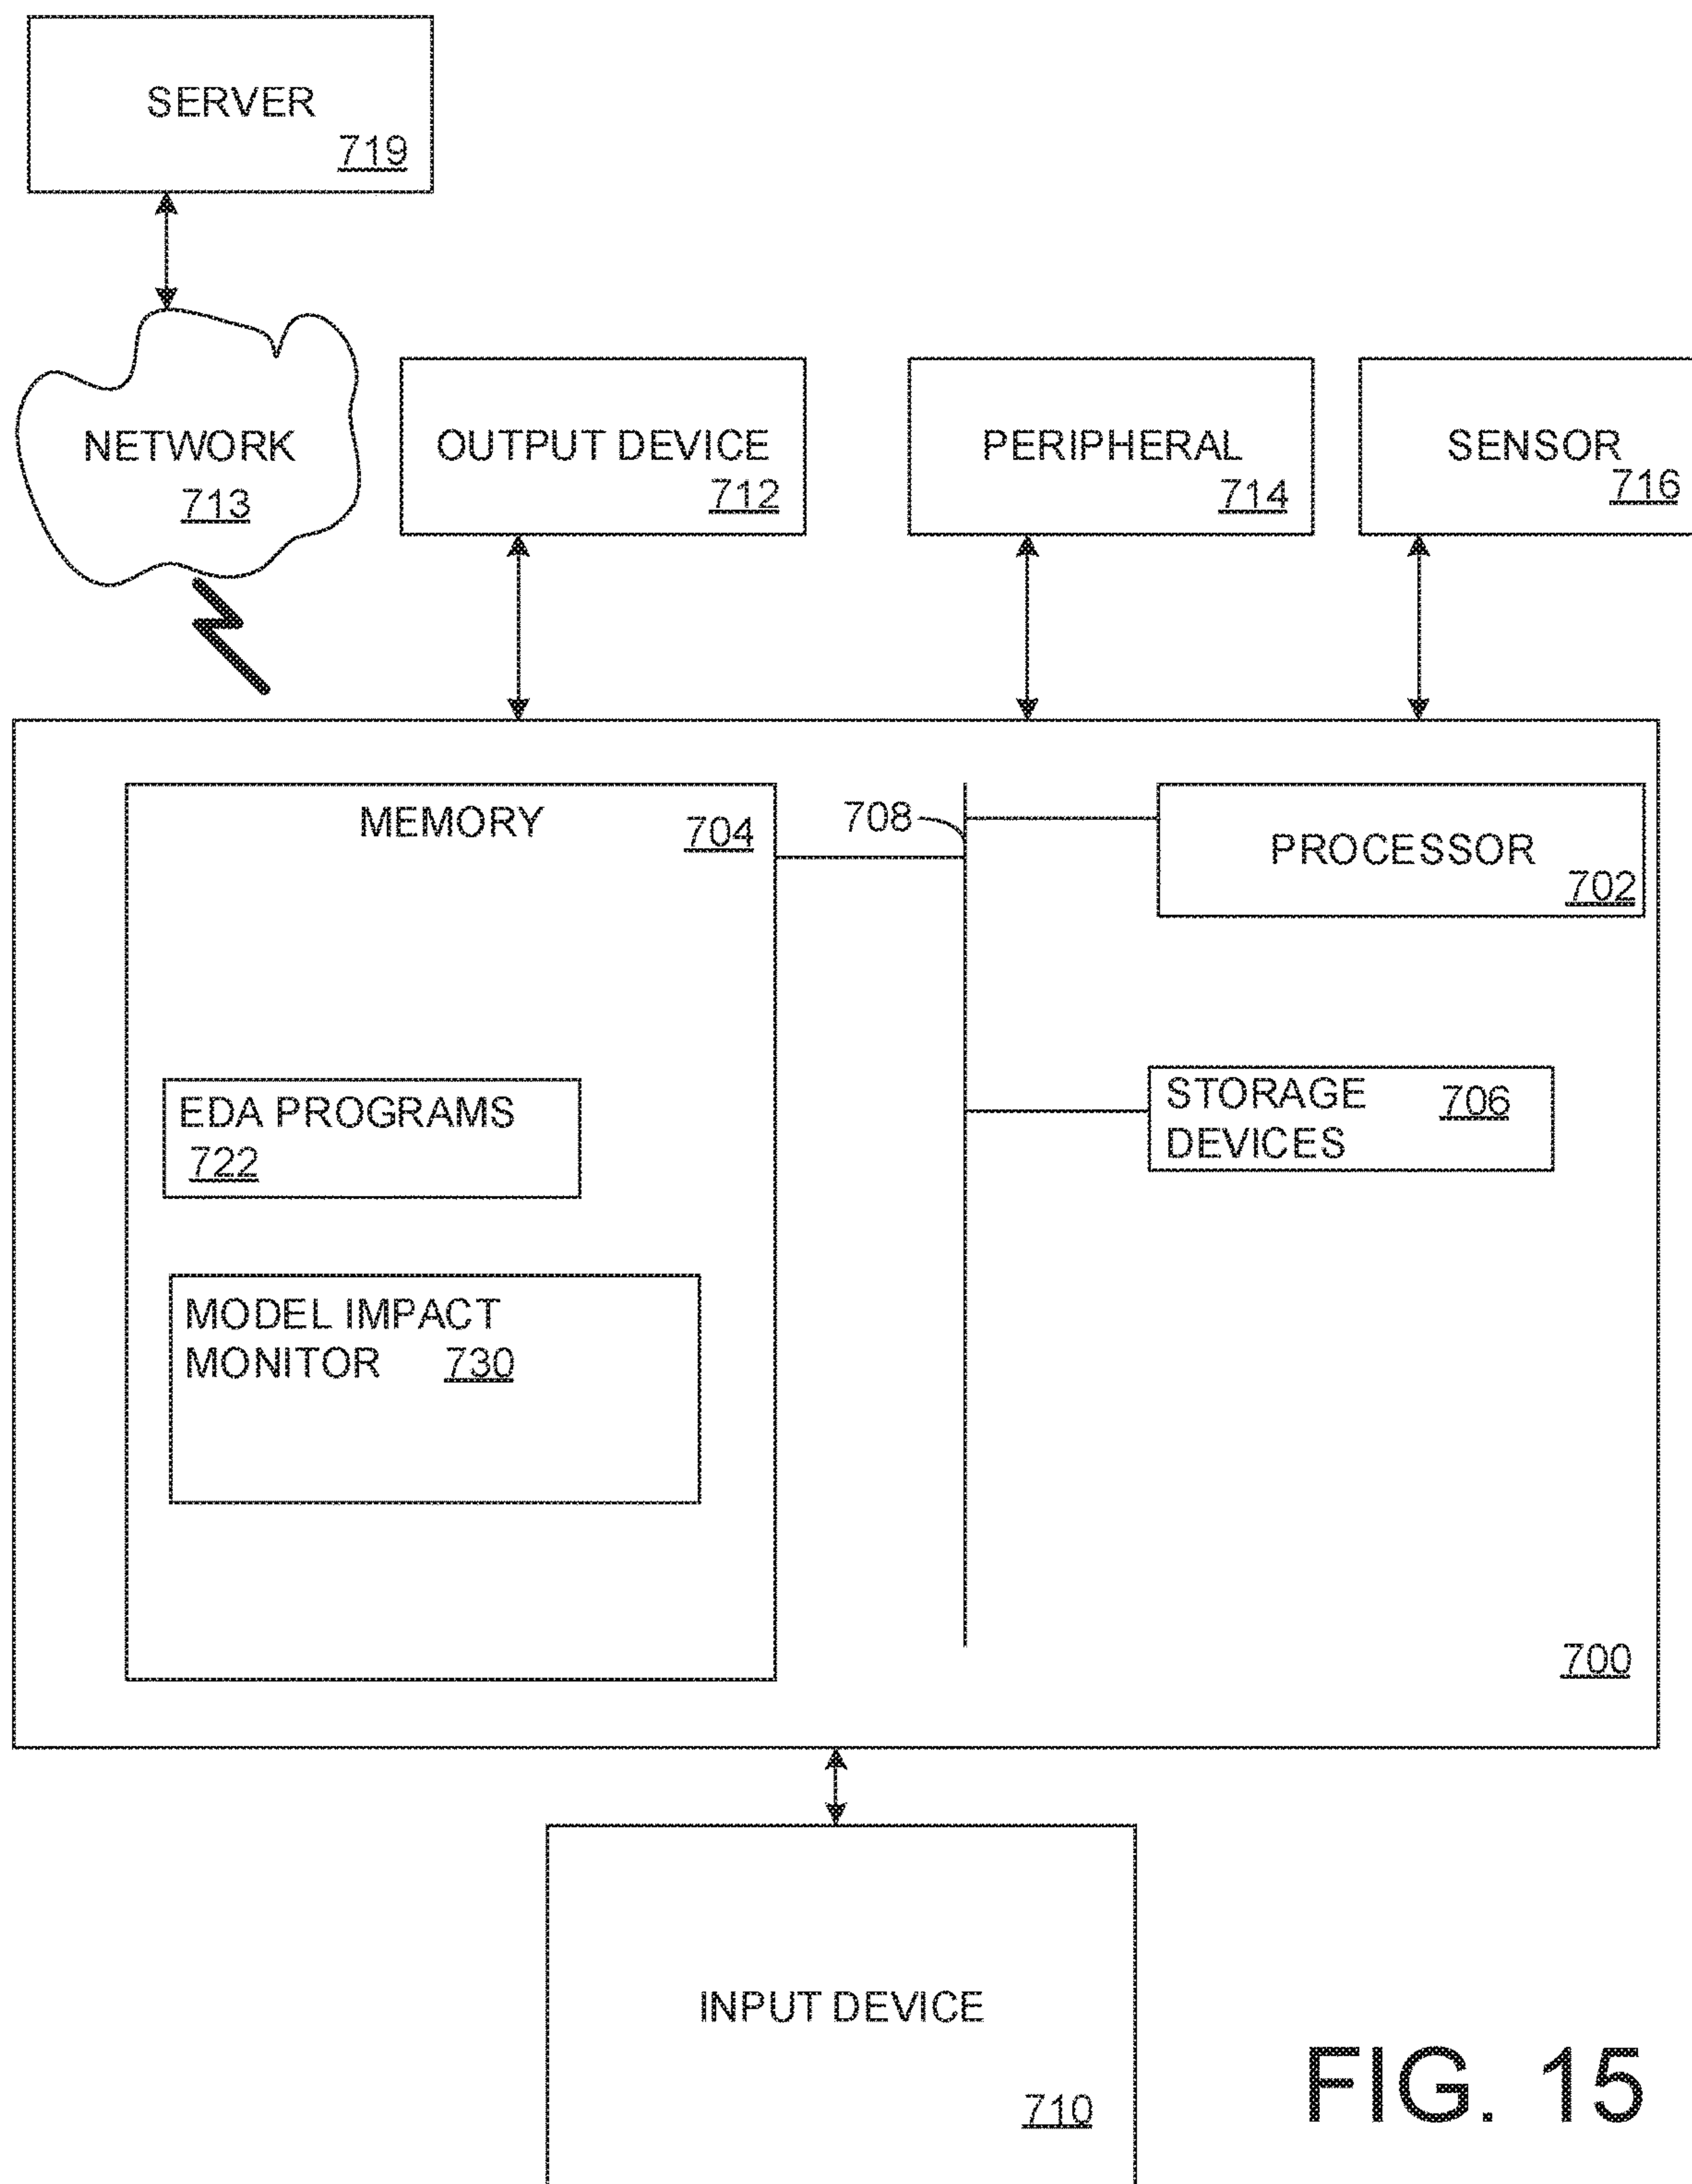 SERVER
719
NETWORK
713
OUTPUT DEVICE
712
PERIPHERAL
714
SENSOR
716
MEMORY
704
708
PROCESSOR
702
EDA PROGRAMS
722
STORAGE 706
DEVICES
MODEL IMPACT
MONITOR 730
700
INPUT DEVICE
710
FIG. 15